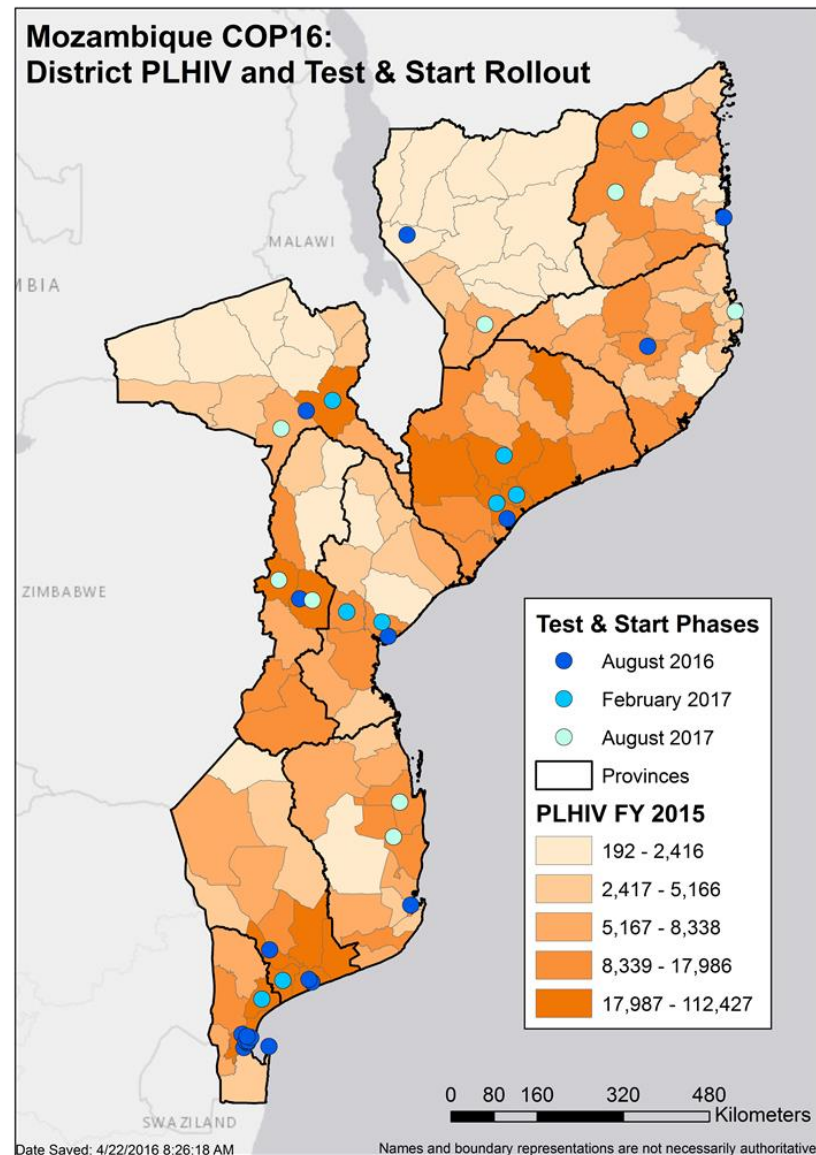 Mozambique COP16:
District PLHIV and Test & Start Rollout
MALAWI
MBIA
ZIMBABWE
Test & Start Phases
August 2016
February 2017
August 2017
Provinces
PLHIV FY 2015
192 - 2,416
2,417 - 5,166
5,167 - 8,338
8,339 - 17,986
17,987 - 112,427
0 80 160 320 480
Kilometers
SWAZILAND
Date Saved: 4/22/2016 8:26:18 AM
Names and boundary representations are not necessarily authoritative